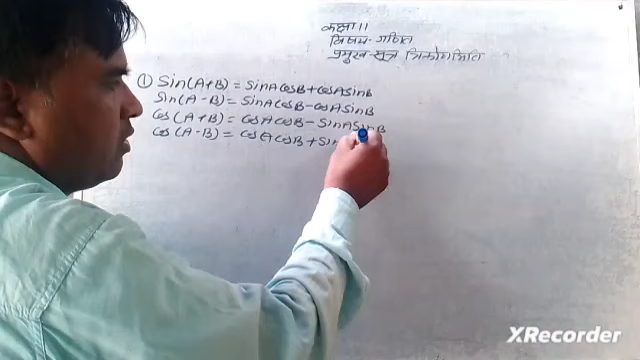 कक्षा 11
विषय - गणित
प्रमुख - सूत्र त्रिकोणमिति
① Sin(A+B) = SinA CosB + CosA SinB
Sin(A-B) = SinA CosB - CosA SinB
Cos(A+B) = CosA CosB - SinA SinB
Cos(A-B) = CosA CosB + Sin
XRecorder